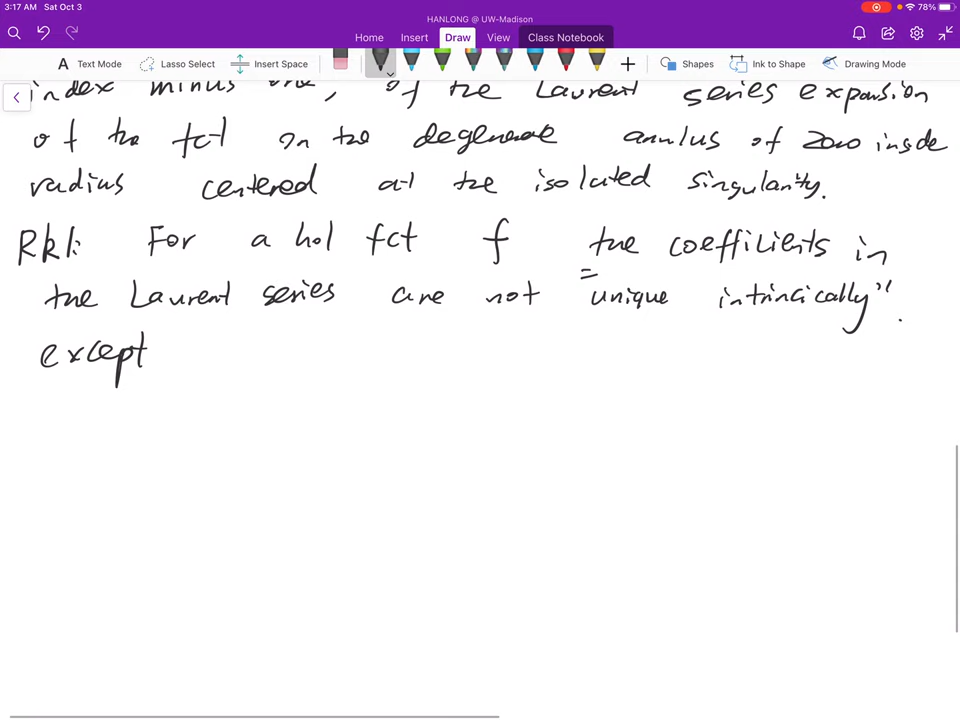 3:17 AM Sat Oct 3
78%
HANLONG @ UW-Madison
Home Insert Draw View Class Notebook
Text Mode Lasso Select Insert Space Shapes Ink to Shape Drawing Mode
index minus one, of the Laurent series expansion
of the fct on the degenerate annulus of zero inside
radius centered at the isolated singularity.
Rk: For a hol fct f the coefficients in
the Laurent series are not "unique intrinsically".
except